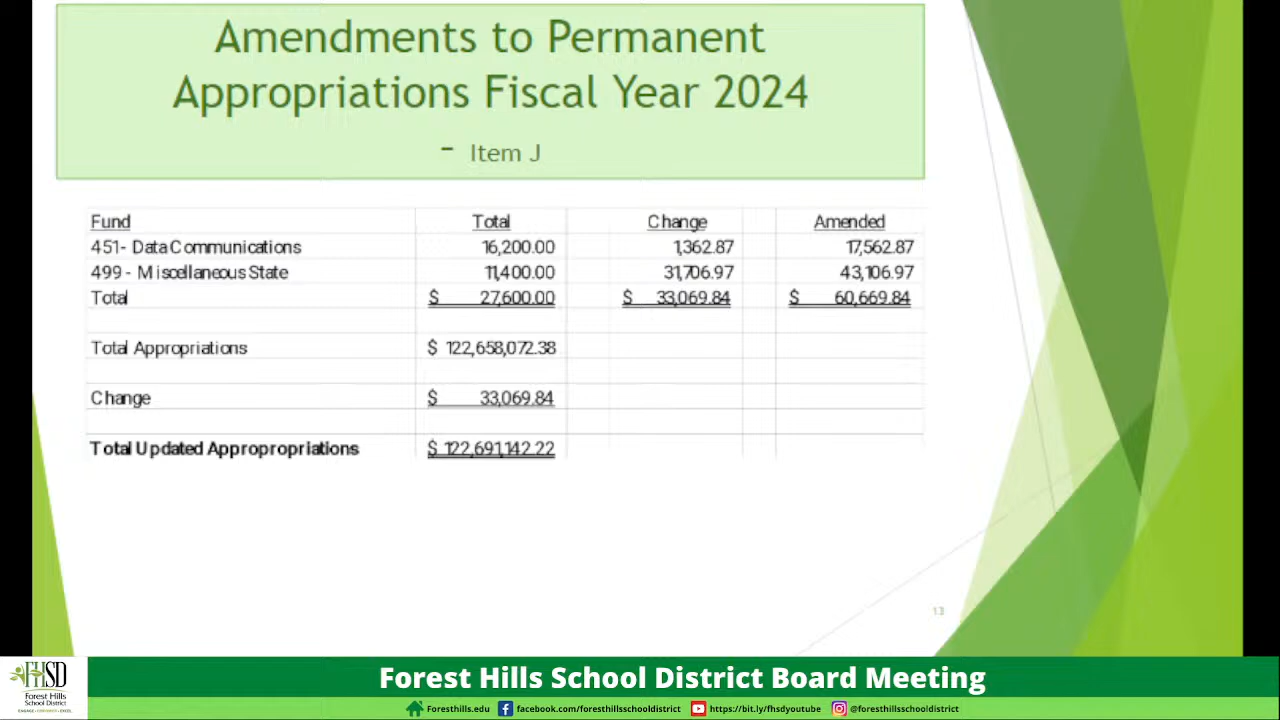 Amendments to Permanent
Appropriations Fiscal Year 2024
- Item J
Fund Total Change Amended
451- Data Communications 16,200.00 1,362.87 17,562.87
499 - Miscellaneous State 11,400.00 31,706.97 43,106.97
Total $ 27,600.00 $ 33,069.84 $ 60,669.84
Total Appropriations $ 122,658,072.38
Change $ 33,069.84
Total Updated Appropropriations $ 122,691,142.22
13
Forest Hills School District Board Meeting
FHSD
Forest Hills
School District
Foresthills.edu facebook.com/foresthillsschooldistrict https://bit.ly/fhsdyoutube @foresthillsschooldistrict